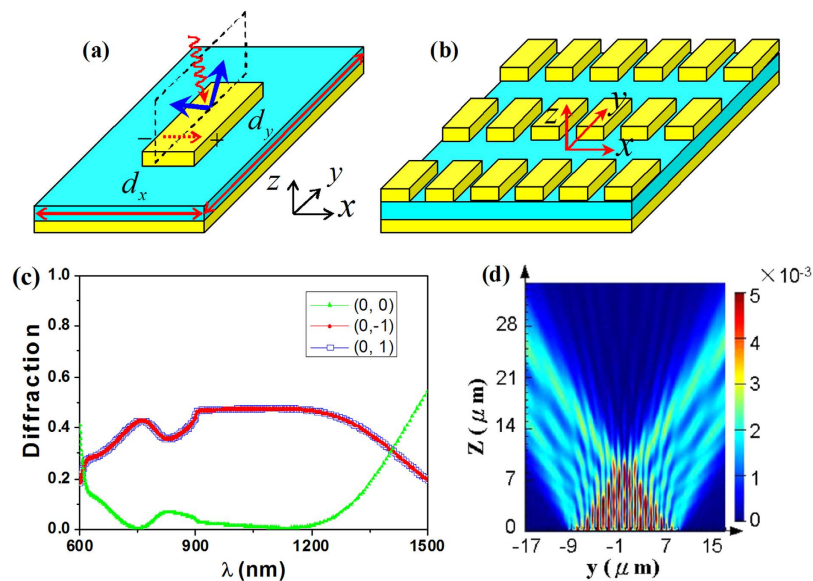 (a)
−
+
d_y
d_x
z
y
x
(b)
z
y
x
(c)
1.0
0.8
0.6
0.4
0.2
0.0
Diffraction
(0, 0)
(0,-1)
(0, 1)
600
900
1200
1500
λ (nm)
(d)
× 10⁻³
28
21
14
7
0
Z (μm)
-17
-9
-1
7
15
y (μm)
5
4
3
2
1
0